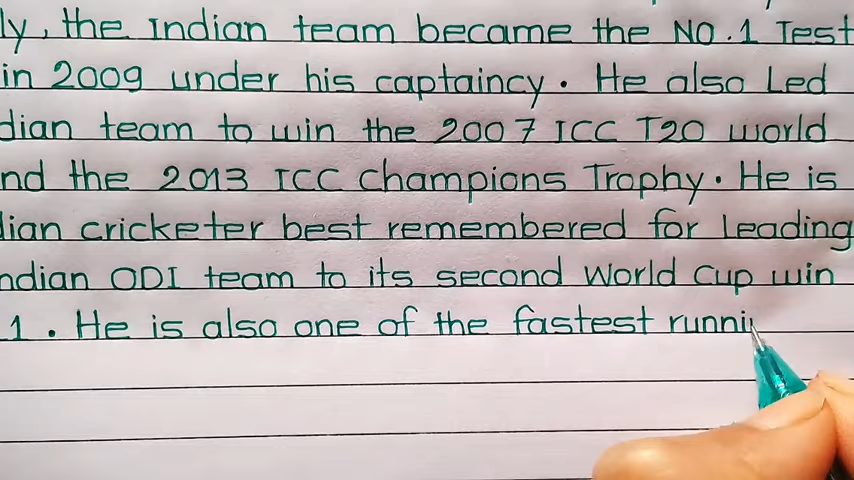 ly, the Indian team became the NO.1 Test
in 2009 under his captaincy. He also Led
dian team to win the 2007 ICC T20 world
nd the 2013 ICC Champions Trophy. He is
dian cricketer best remembered for Leading
ndian ODI team to its second World Cup win
1. He is also one of the fastest runni